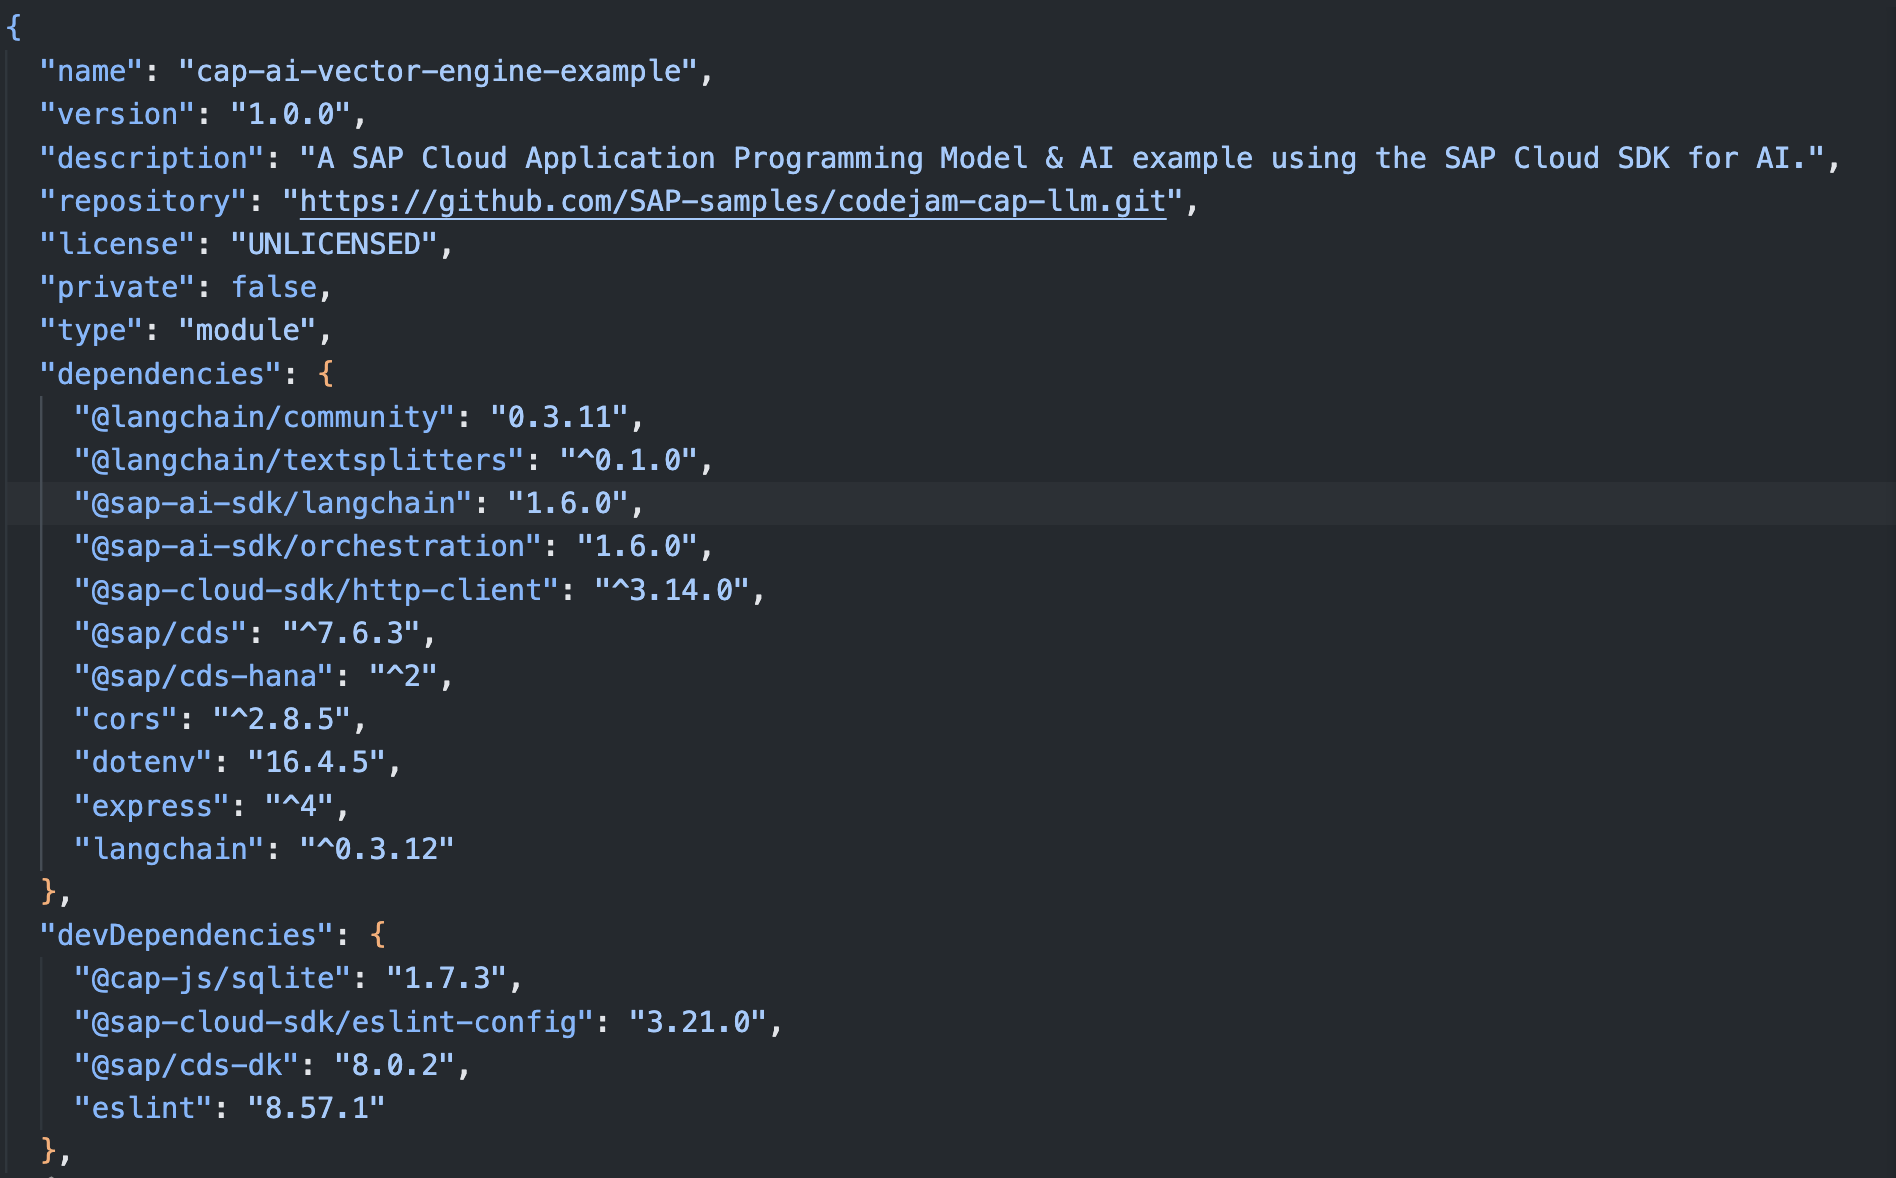 {
"name": "cap-ai-vector-engine-example",
"version": "1.0.0",
"description": "A SAP Cloud Application Programming Model & AI example using the SAP Cloud SDK for AI.",
"repository": "https://github.com/SAP-samples/codejam-cap-llm.git",
"license": "UNLICENSED",
"private": false,
"type": "module",
"dependencies": {
"@langchain/community": "0.3.11",
"@langchain/textsplitters": "^0.1.0",
"@sap-ai-sdk/langchain": "1.6.0",
"@sap-ai-sdk/orchestration": "1.6.0",
"@sap-cloud-sdk/http-client": "^3.14.0",
"@sap/cds": "^7.6.3",
"@sap/cds-hana": "^2",
"cors": "^2.8.5",
"dotenv": "16.4.5",
"express": "^4",
"langchain": "^0.3.12"
},
"devDependencies": {
"@cap-js/sqlite": "1.7.3",
"@sap-cloud-sdk/eslint-config": "3.21.0",
"@sap/cds-dk": "8.0.2",
"eslint": "8.57.1"
},